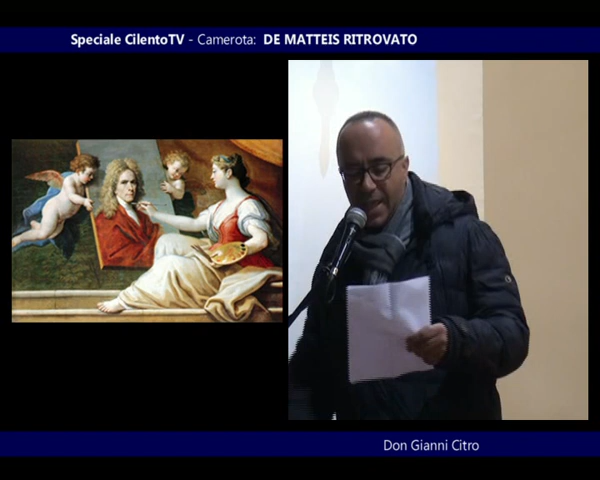 Speciale CilentoTV - Camerota: DE MATTEIS RITROVATO
Don Gianni Citro